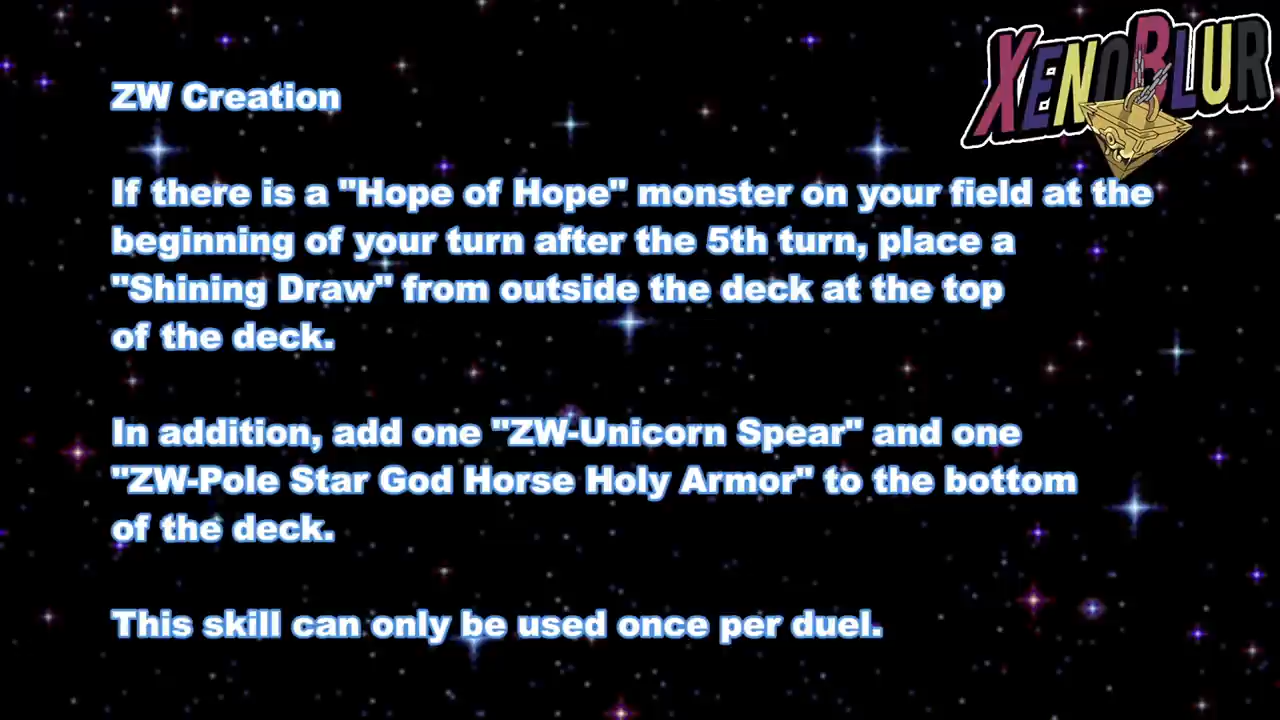 XENOBLUR
ZW Creation
If there is a "Hope of Hope" monster on your field at the
beginning of your turn after the 5th turn, place a
"Shining Draw" from outside the deck at the top
of the deck.
In addition, add one "ZW-Unicorn Spear" and one
"ZW-Pole Star God Horse Holy Armor" to the bottom
of the deck.
This skill can only be used once per duel.